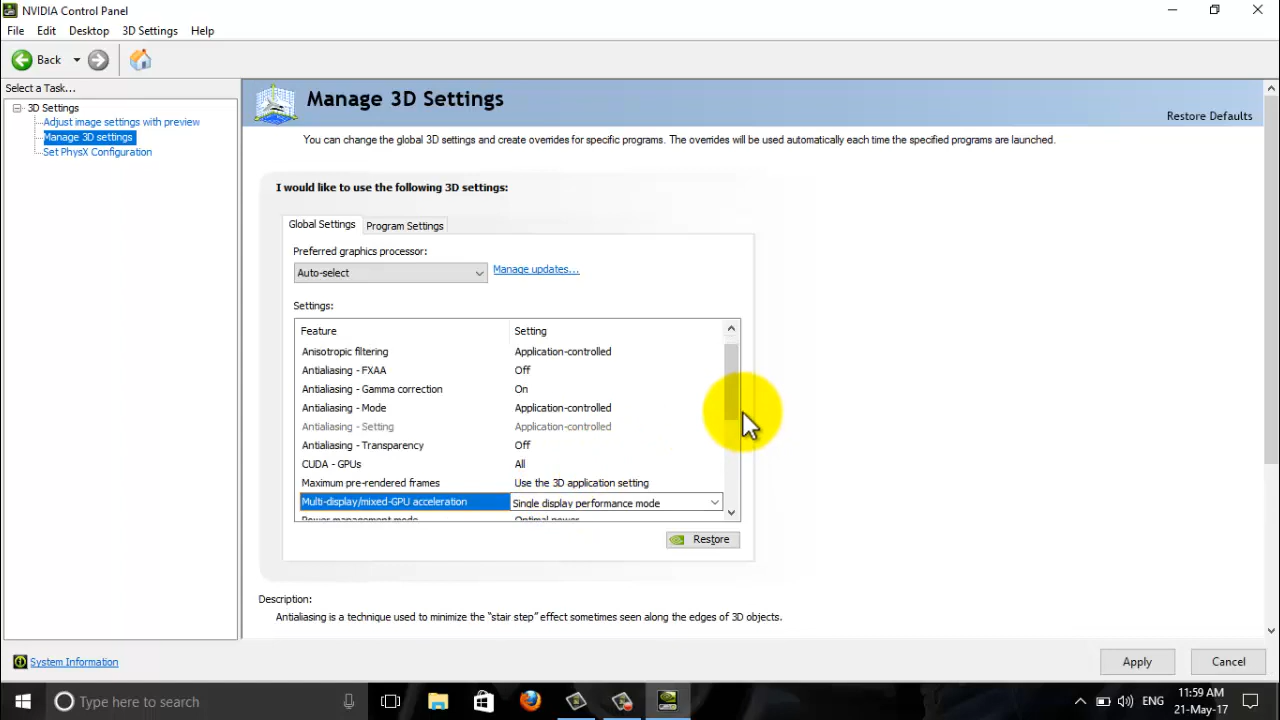 NVIDIA Control Panel
File Edit Desktop 3D Settings Help
Back
Select a Task...
3D Settings
Adjust image settings with preview
Manage 3D settings
Set PhysX Configuration
Manage 3D Settings
Restore Defaults
You can change the global 3D settings and create overrides for specific programs. The overrides will be used automatically each time the specified programs are launched.
I would like to use the following 3D settings:
Global Settings Program Settings
Preferred graphics processor:
Auto-select Manage updates...
Settings:
Feature Setting
Anisotropic filtering Application-controlled
Antialiasing - FXAA Off
Antialiasing - Gamma correction On
Antialiasing - Mode Application-controlled
Antialiasing - Setting Application-controlled
Antialiasing - Transparency Off
CUDA - GPUs All
Maximum pre-rendered frames Use the 3D application setting
Multi-display/mixed-GPU acceleration Single display performance mode
Power management mode Optimal power
Restore
Description:
Antialiasing is a technique used to minimize the "stair step" effect sometimes seen along the edges of 3D objects.
System Information
Apply Cancel
Type here to search
ENG
11:59 AM
21-May-17